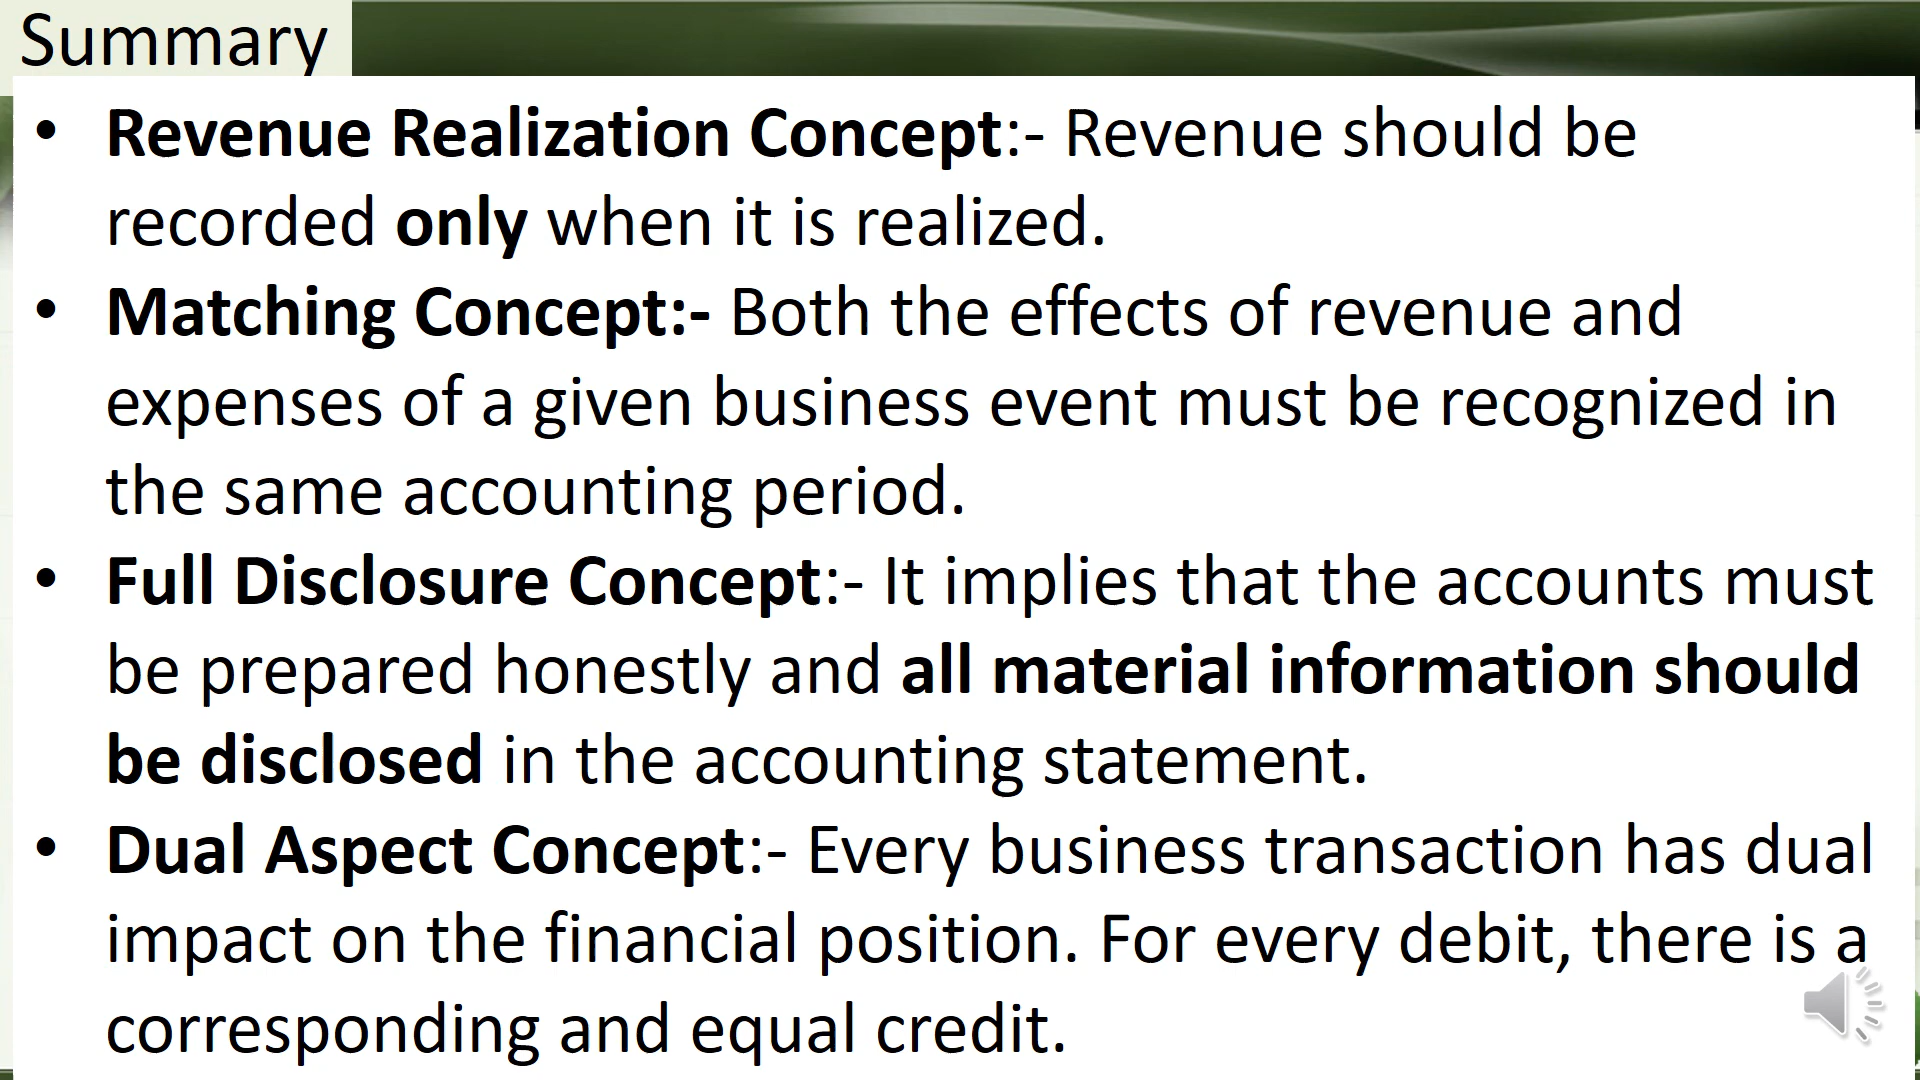 Summary
• Revenue Realization Concept:- Revenue should be
recorded only when it is realized.
• Matching Concept:- Both the effects of revenue and
expenses of a given business event must be recognized in
the same accounting period.
• Full Disclosure Concept:- It implies that the accounts must
be prepared honestly and all material information should
be disclosed in the accounting statement.
• Dual Aspect Concept:- Every business transaction has dual
impact on the financial position. For every debit, there is a
corresponding and equal credit.